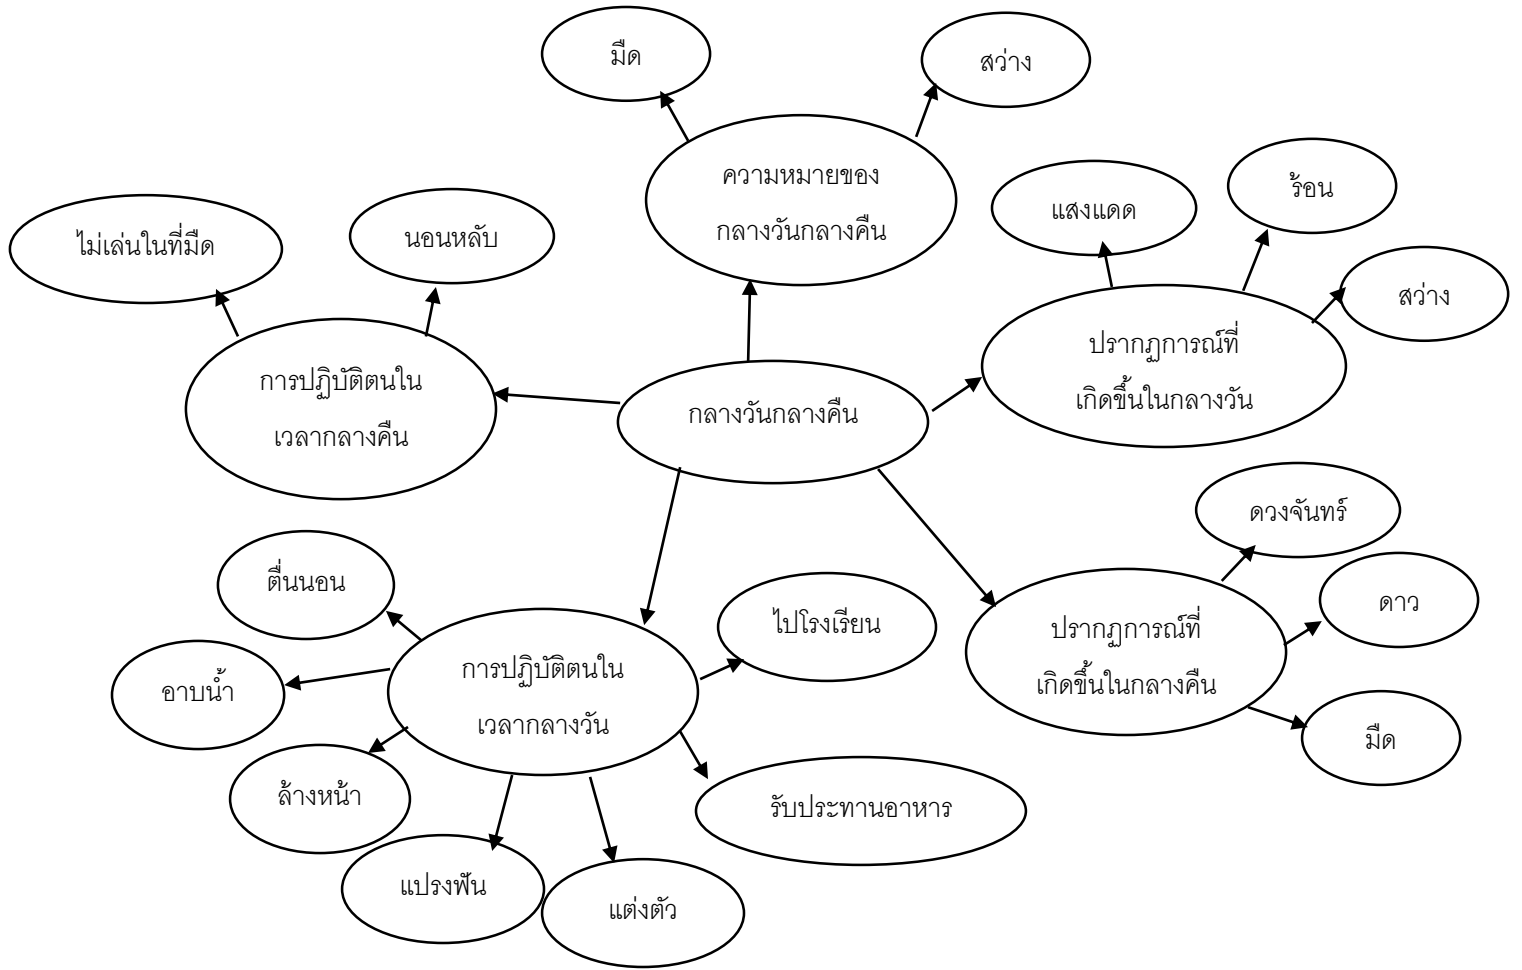 มืด
สว่าง
ความหมายของ
กลางวันกลางคืน
แสงแดด
ร้อน
สว่าง
ไม่เล่นในที่มืด
นอนหลับ
ปรากฏการณ์ที่
เกิดขึ้นในกลางวัน
การปฏิบัติตนใน
เวลากลางคืน
กลางวันกลางคืน
ดวงจันทร์
ดาว
มืด
ปรากฏการณ์ที่
เกิดขึ้นในกลางคืน
ตื่นนอน
ไปโรงเรียน
อาบน้ำ
การปฏิบัติตนใน
เวลากลางวัน
ล้างหน้า
รับประทานอาหาร
แปรงฟัน
แต่งตัว